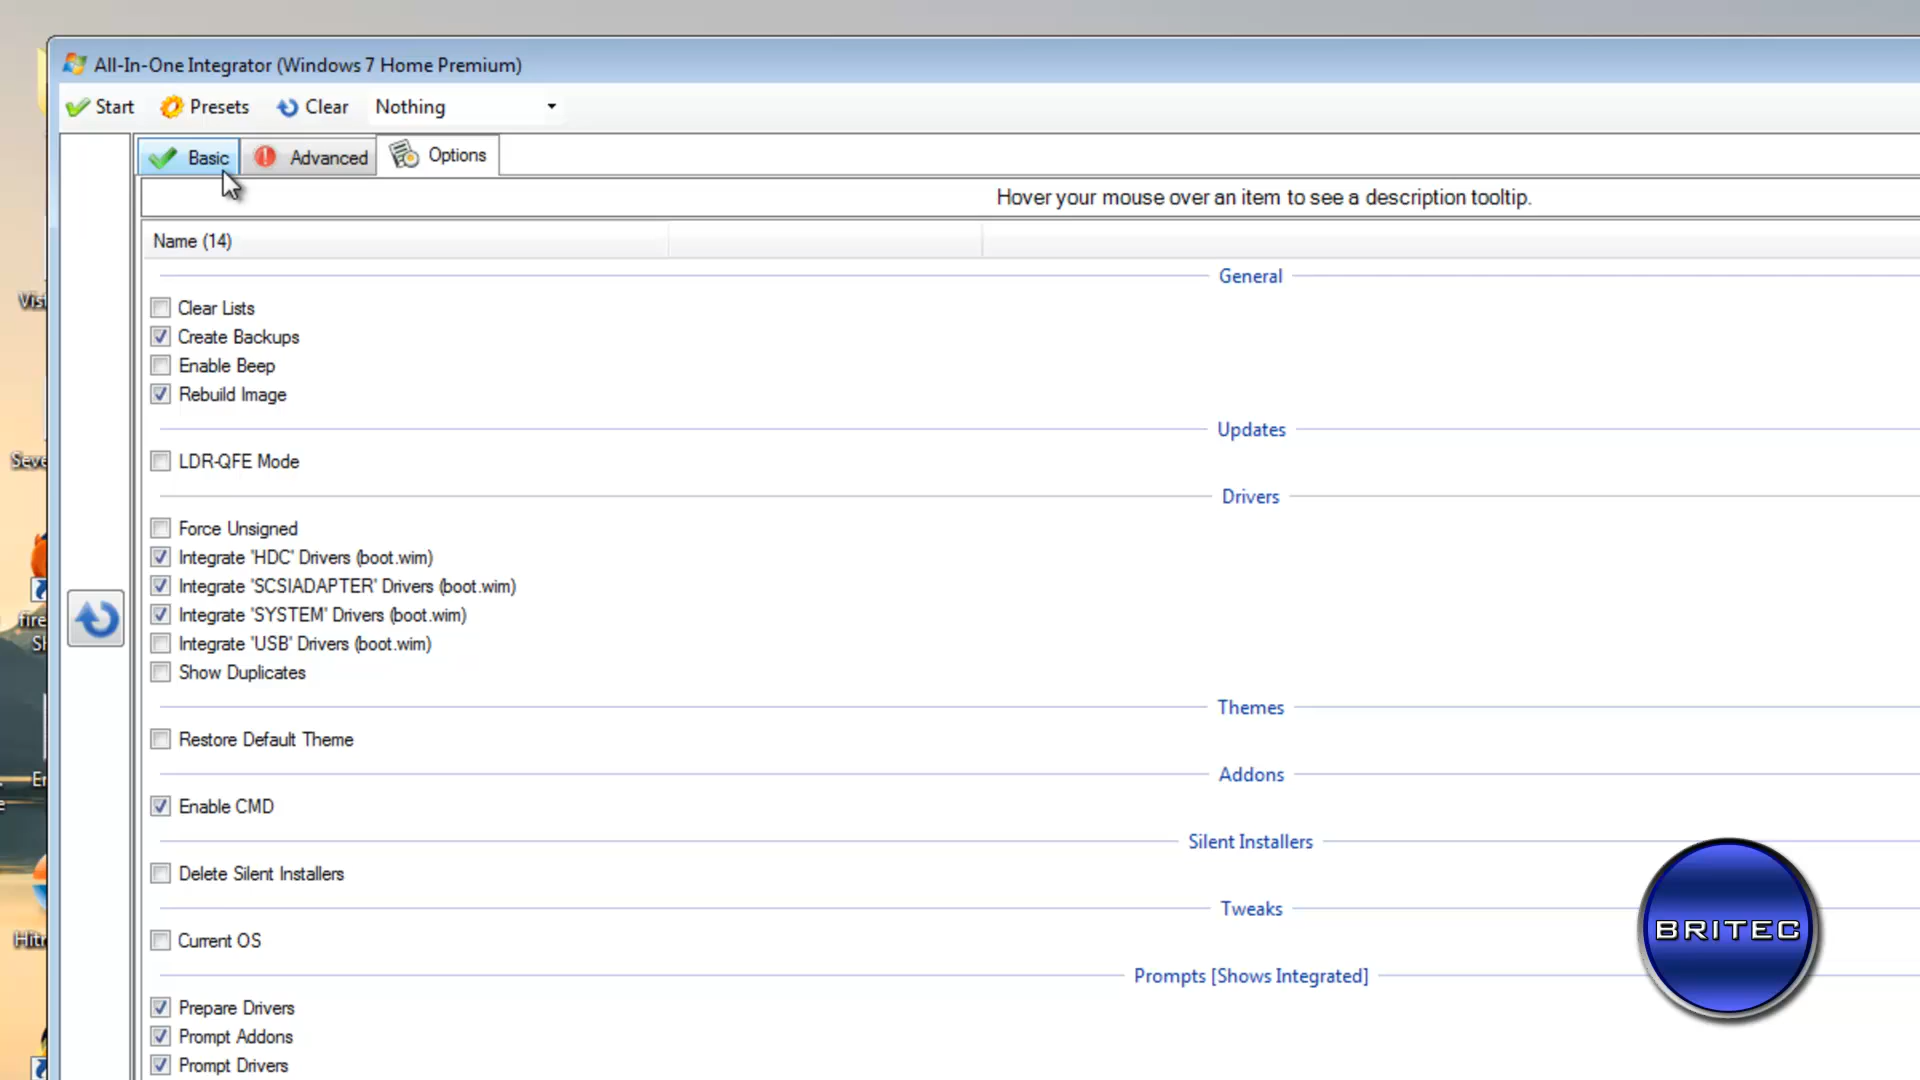 All-In-One Integrator (Windows 7 Home Premium)
Start Presets Clear Nothing
Basic Advanced Options
Hover your mouse over an item to see a description tooltip.
Name (14)
General
Clear Lists
Create Backups
Enable Beep
Rebuild Image
Updates
LDR-QFE Mode
Drivers
Force Unsigned
Integrate 'HDC' Drivers (boot.wim)
Integrate 'SCSIADAPTER' Drivers (boot.wim)
Integrate 'SYSTEM' Drivers (boot.wim)
Integrate 'USB' Drivers (boot.wim)
Show Duplicates
Themes
Restore Default Theme
Addons
Enable CMD
Silent Installers
Delete Silent Installers
Tweaks
Current OS
Prompts [Shows Integrated]
Prepare Drivers
Prompt Addons
Prompt Drivers
BRITEC